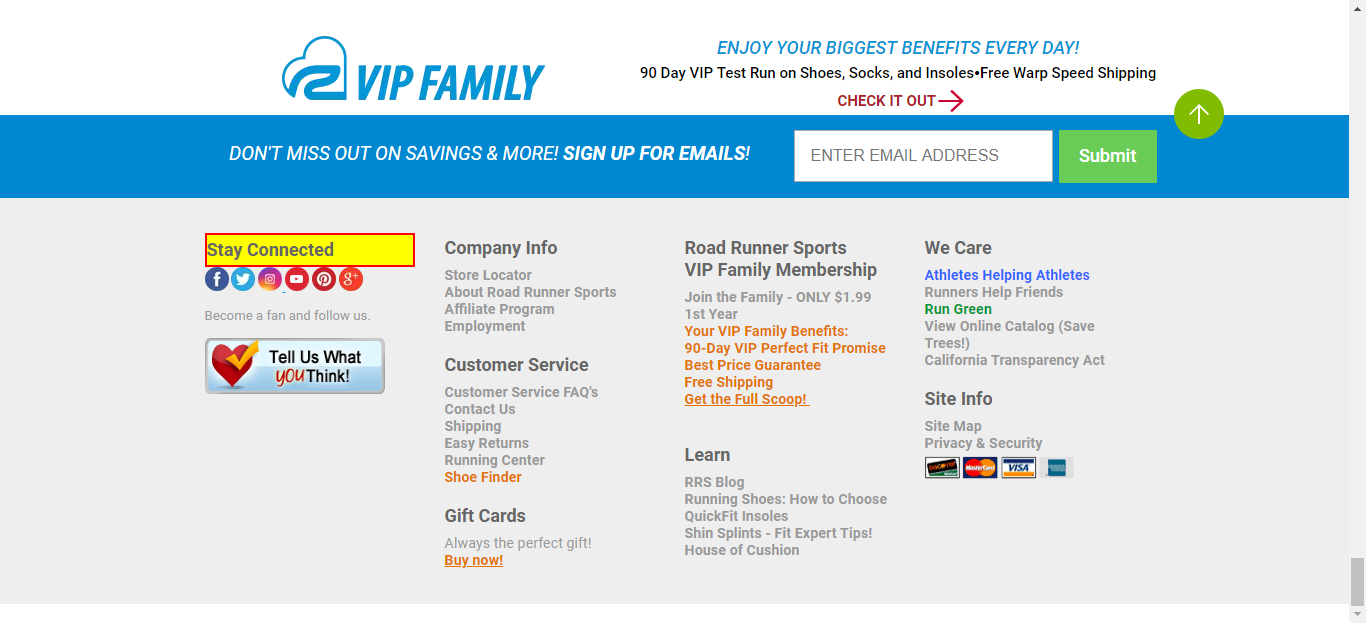 VIP FAMILY
ENJOY YOUR BIGGEST BENEFITS EVERY DAY!
90 Day VIP Test Run on Shoes, Socks, and Insoles•Free Warp Speed Shipping
CHECK IT OUT
DON'T MISS OUT ON SAVINGS & MORE! SIGN UP FOR EMAILS!
ENTER EMAIL ADDRESS
Submit
Stay Connected
Become a fan and follow us.
Tell Us What
YOU Think!
Company Info
Store Locator
About Road Runner Sports
Affiliate Program
Employment
Customer Service
Customer Service FAQ's
Contact Us
Shipping
Easy Returns
Running Center
Shoe Finder
Gift Cards
Always the perfect gift!
Buy now!
Road Runner Sports
VIP Family Membership
Join the Family - ONLY $1.99
1st Year
Your VIP Family Benefits:
90-Day VIP Perfect Fit Promise
Best Price Guarantee
Free Shipping
Get the Full Scoop!
Learn
RRS Blog
Running Shoes: How to Choose
QuickFit Insoles
Shin Splints - Fit Expert Tips!
House of Cushion
We Care
Athletes Helping Athletes
Runners Help Friends
Run Green
View Online Catalog (Save
Trees!)
California Transparency Act
Site Info
Site Map
Privacy & Security
DISCOVER MasterCard VISA